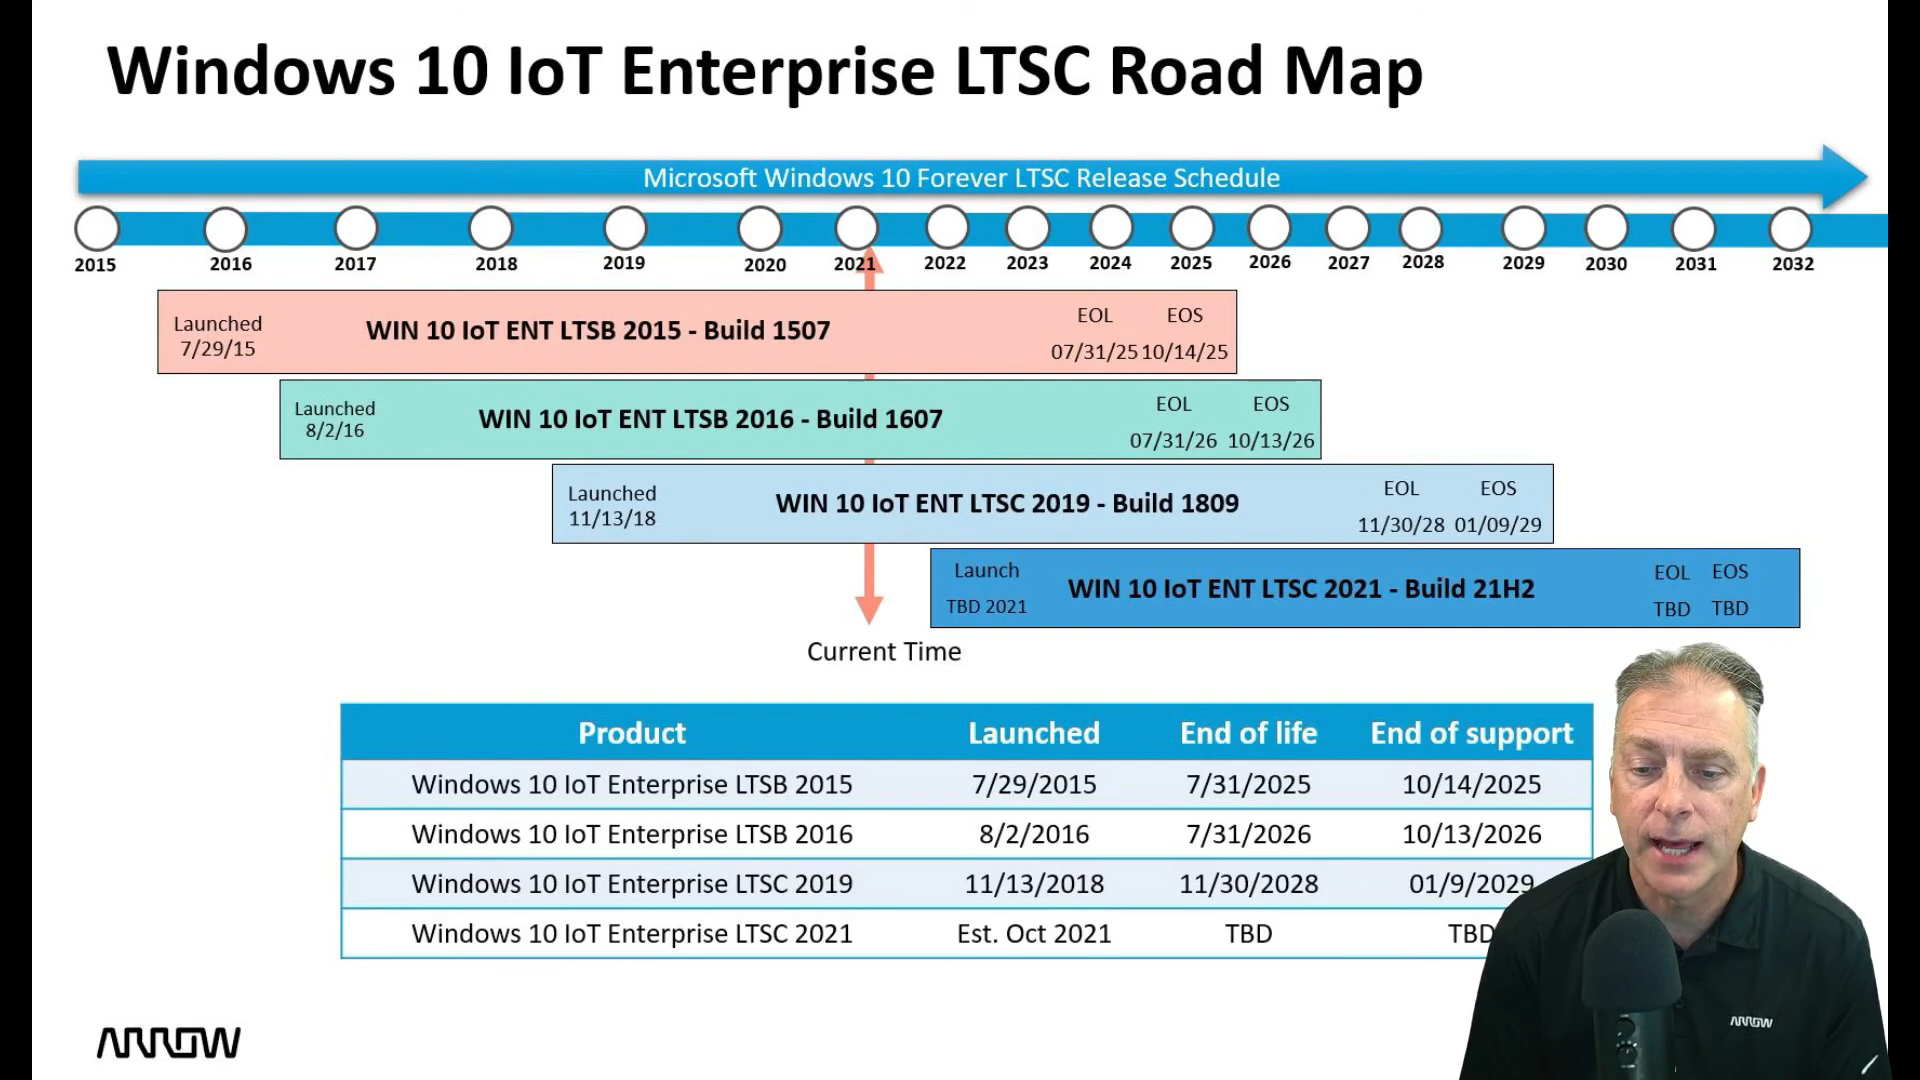 Windows 10 IoT Enterprise LTSC Road Map
Microsoft Windows 10 Forever LTSC Release Schedule
2015 2016 2017 2018 2019 2020 2021 2022 2023 2024 2025 2026 2027 2028 2029 2030 2031 2032
Launched
7/29/15
WIN 10 IoT ENT LTSB 2015 - Build 1507
EOL EOS
07/31/25 10/14/25
Launched
8/2/16
WIN 10 IoT ENT LTSB 2016 - Build 1607
EOL EOS
07/31/26 10/13/26
Launched
11/13/18
WIN 10 IoT ENT LTSC 2019 - Build 1809
EOL EOS
11/30/28 01/09/29
Launch
TBD 2021
WIN 10 IoT ENT LTSC 2021 - Build 21H2
EOL EOS
TBD TBD
Current Time
Product Launched End of life End of support
Windows 10 IoT Enterprise LTSB 2015 7/29/2015 7/31/2025 10/14/2025
Windows 10 IoT Enterprise LTSB 2016 8/2/2016 7/31/2026 10/13/2026
Windows 10 IoT Enterprise LTSC 2019 11/13/2018 11/30/2028 01/9/2029
Windows 10 IoT Enterprise LTSC 2021 Est. Oct 2021 TBD TBD
ARROW
ARROW